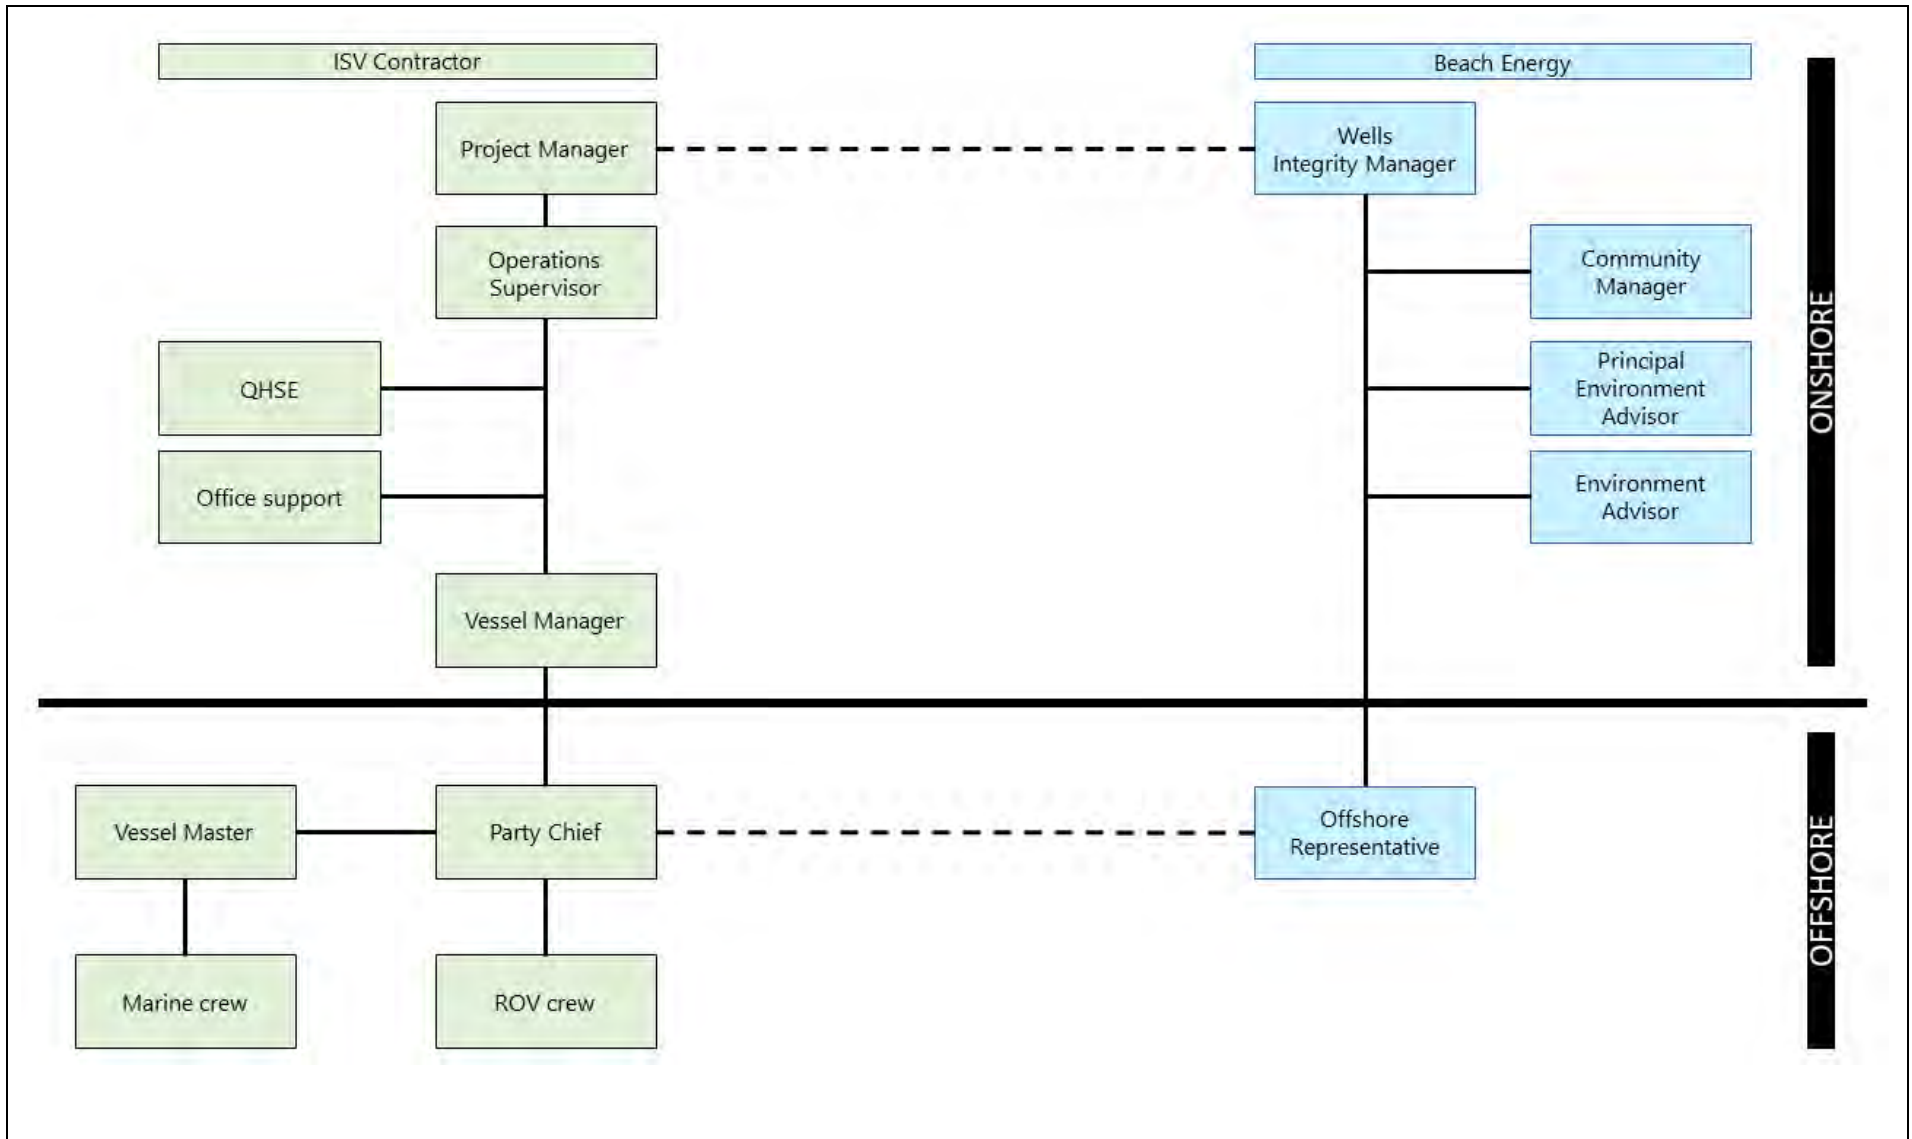 ISV Contractor
Beach Energy
Project Manager
Wells
Integrity Manager
Operations
Supervisor
Community
Manager
QHSE
Principal
Environment
Advisor
Office support
Environment
Advisor
Vessel Manager
ONSHORE
Vessel Master
Party Chief
Offshore
Representative
Marine crew
ROV crew
OFFSHORE